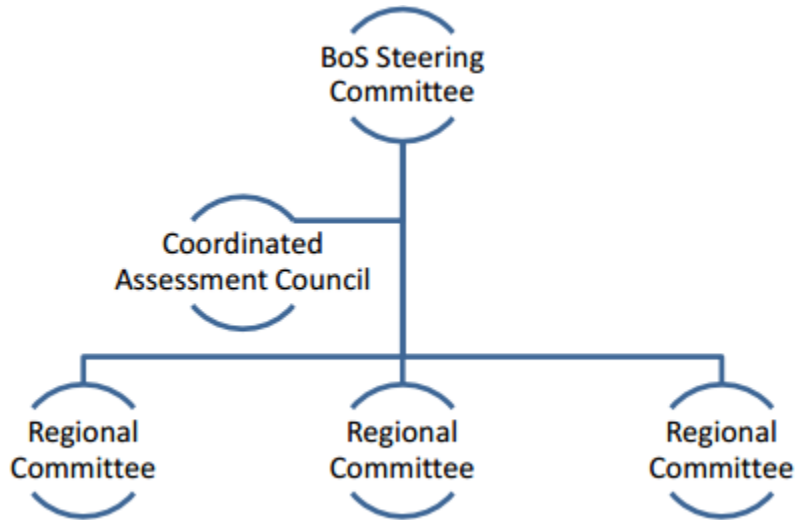 BoS Steering
Committee
Coordinated
Assessment Council
Regional
Committee
Regional
Committee
Regional
Committee